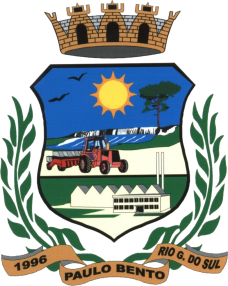 1996
PAULO BENTO
RIO G. DO SUL